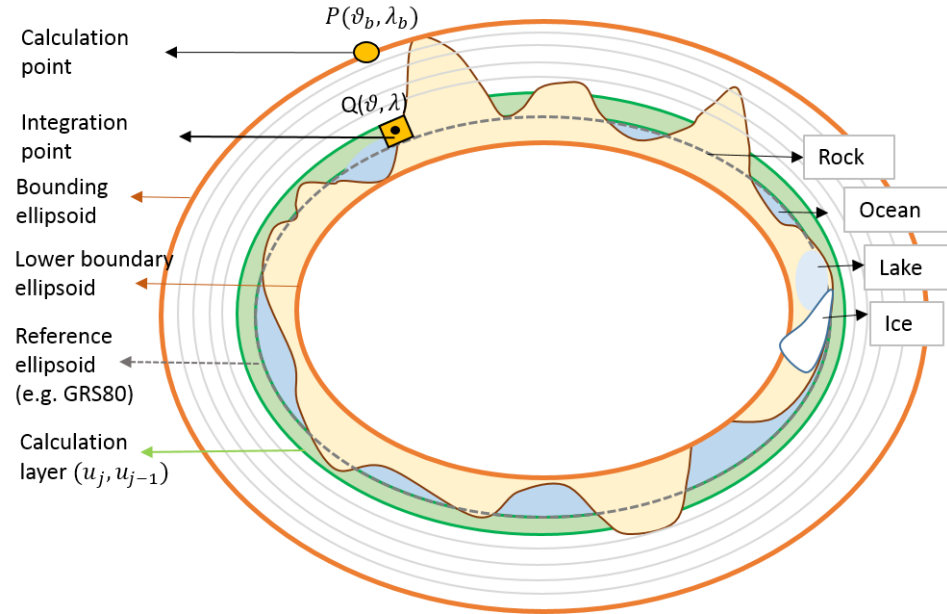 P(ϑ_b, λ_b)
Calculation
point
Q(ϑ, λ)
Integration
point
Bounding
ellipsoid
Lower boundary
ellipsoid
Reference
ellipsoid
(e.g. GRS80)
Calculation
layer (u_j, u_{j−1})
Rock
Ocean
Lake
Ice